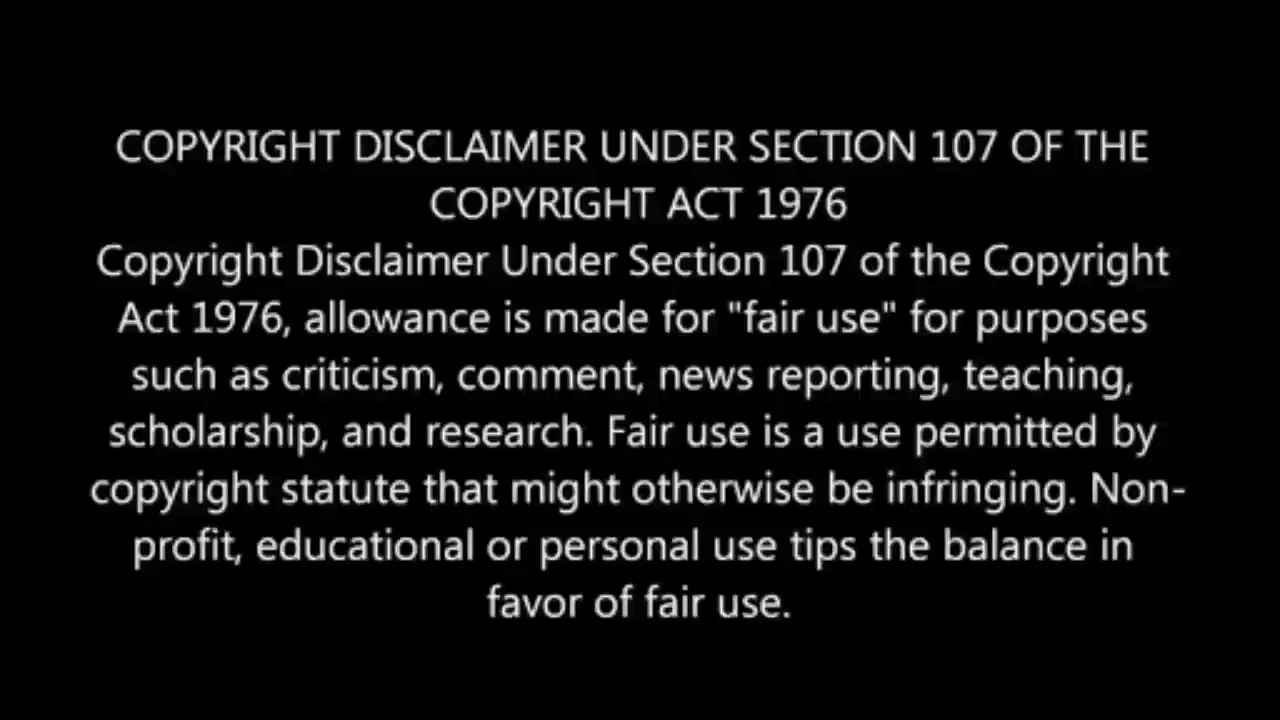 COPYRIGHT DISCLAIMER UNDER SECTION 107 OF THE
COPYRIGHT ACT 1976
Copyright Disclaimer Under Section 107 of the Copyright
Act 1976, allowance is made for "fair use" for purposes
such as criticism, comment, news reporting, teaching,
scholarship, and research. Fair use is a use permitted by
copyright statute that might otherwise be infringing. Non-
profit, educational or personal use tips the balance in
favor of fair use.